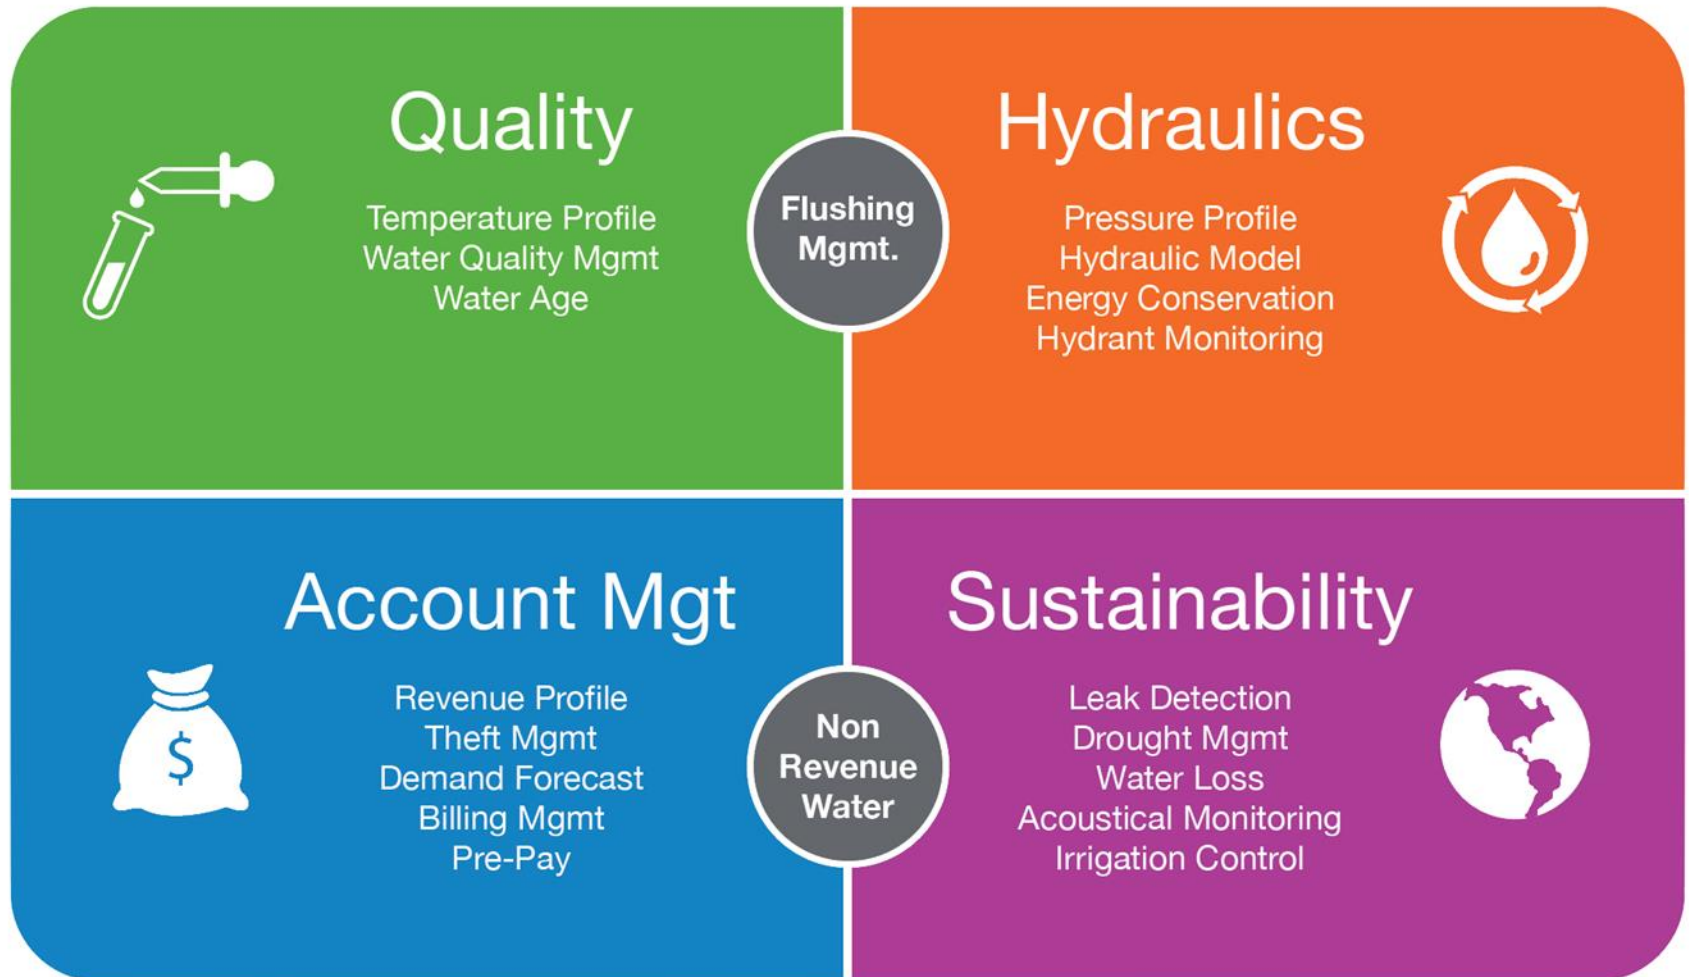 Quality
Temperature Profile
Water Quality Mgmt
Water Age
Flushing
Mgmt.
Hydraulics
Pressure Profile
Hydraulic Model
Energy Conservation
Hydrant Monitoring
Account Mgt
$
Revenue Profile
Theft Mgmt
Demand Forecast
Billing Mgmt
Pre-Pay
Non
Revenue
Water
Sustainability
Leak Detection
Drought Mgmt
Water Loss
Acoustical Monitoring
Irrigation Control